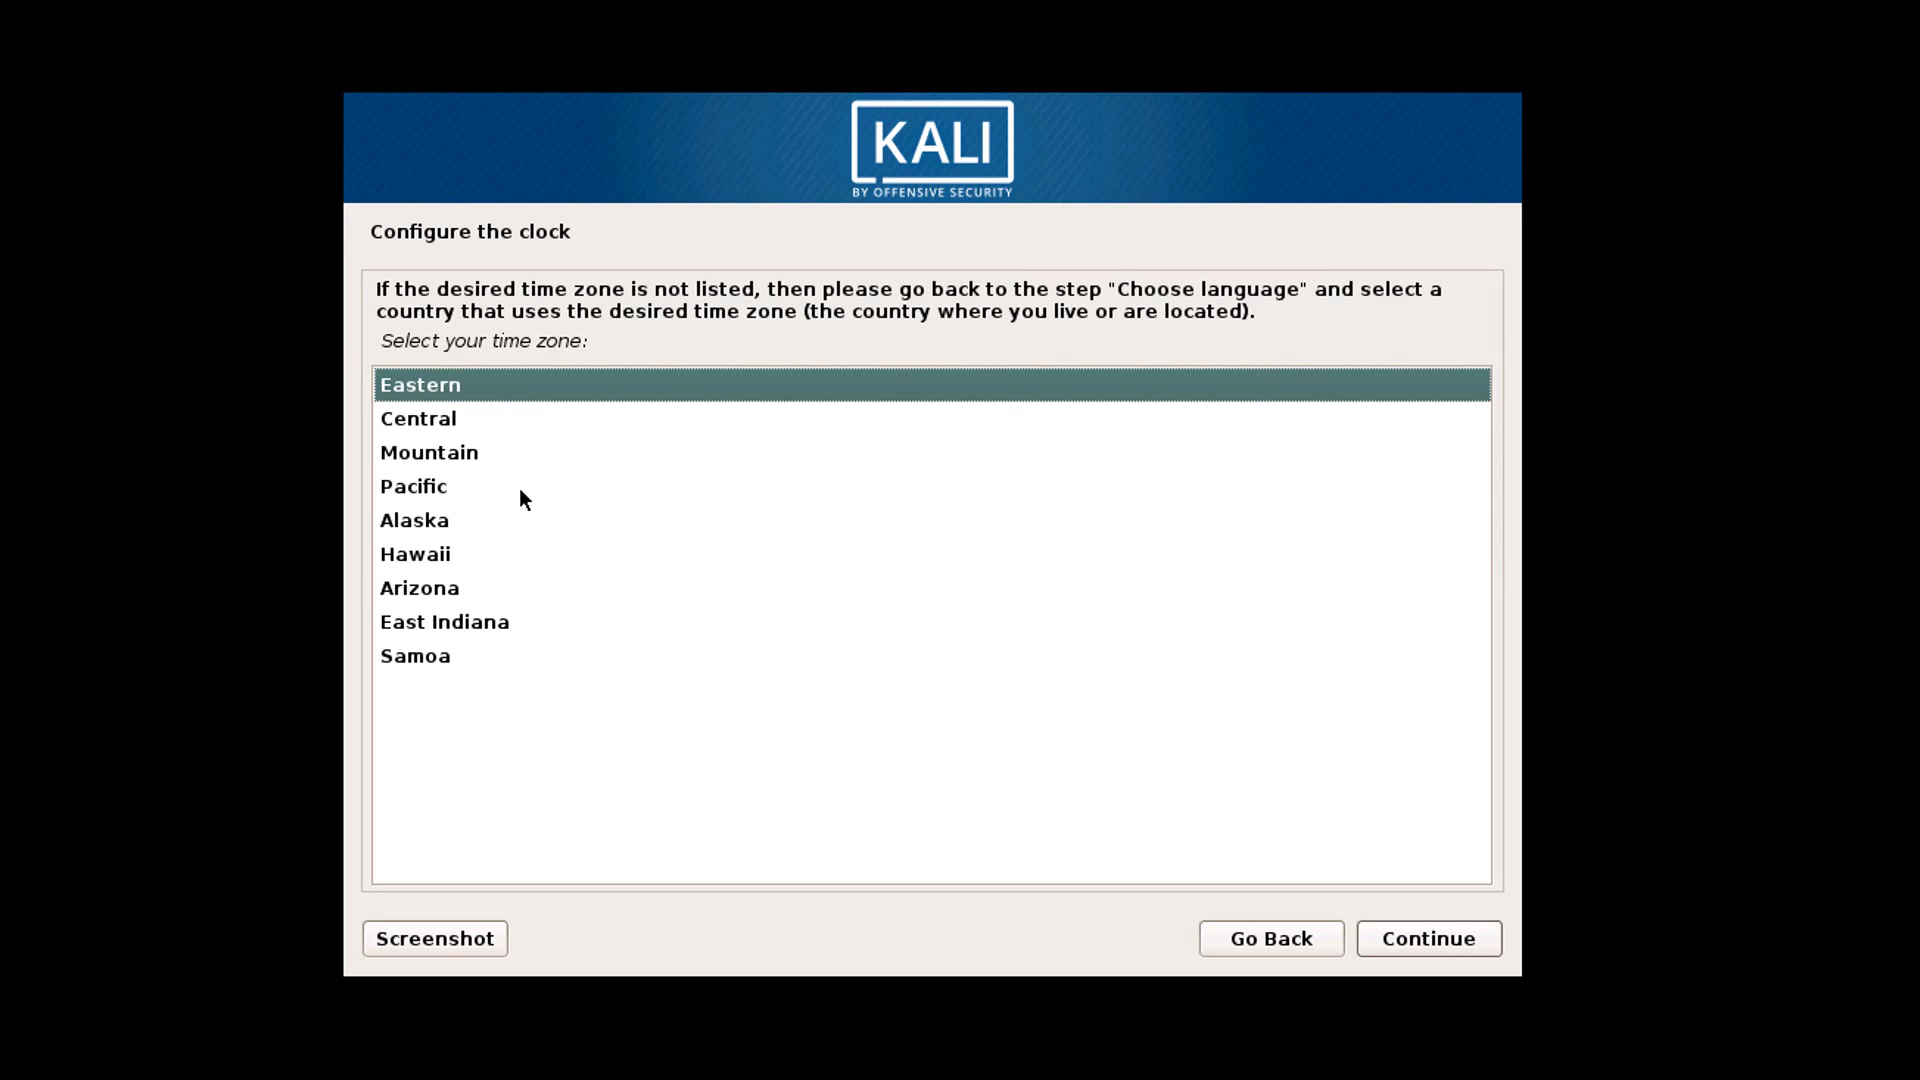 KALI
BY OFFENSIVE SECURITY
Configure the clock
If the desired time zone is not listed, then please go back to the step "Choose language" and select a
country that uses the desired time zone (the country where you live or are located).
Select your time zone:
Eastern
Central
Mountain
Pacific
Alaska
Hawaii
Arizona
East Indiana
Samoa
Screenshot
Go Back
Continue